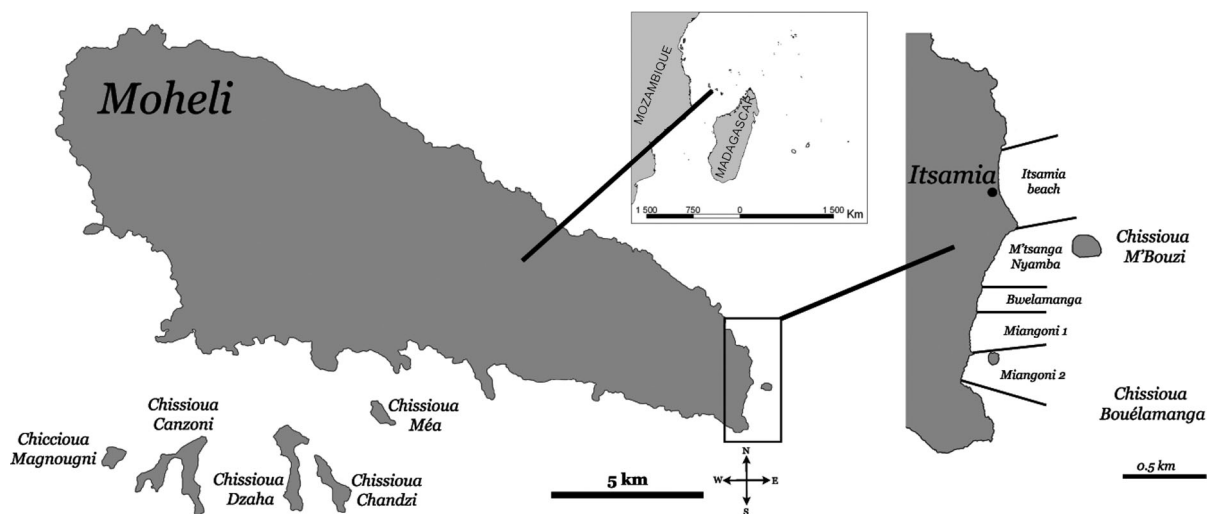 Moheli
MOZAMBIQUE
MADAGASCAR
1 500 750 0 1 500 Km
Itsamia
Itsamia
beach
M'tsanga
Nyamba
Chissioua
M'Bouzi
Bwelamanga
Miangoni 1
Miangoni 2
Chissioua
Bouélamanga
0.5 km
Chissioua
Méa
Chissioua
Canzoni
Chiccioua
Magnougni
Chissioua
Dzaha
Chissioua
Chandzi
5 km
N
W E
S